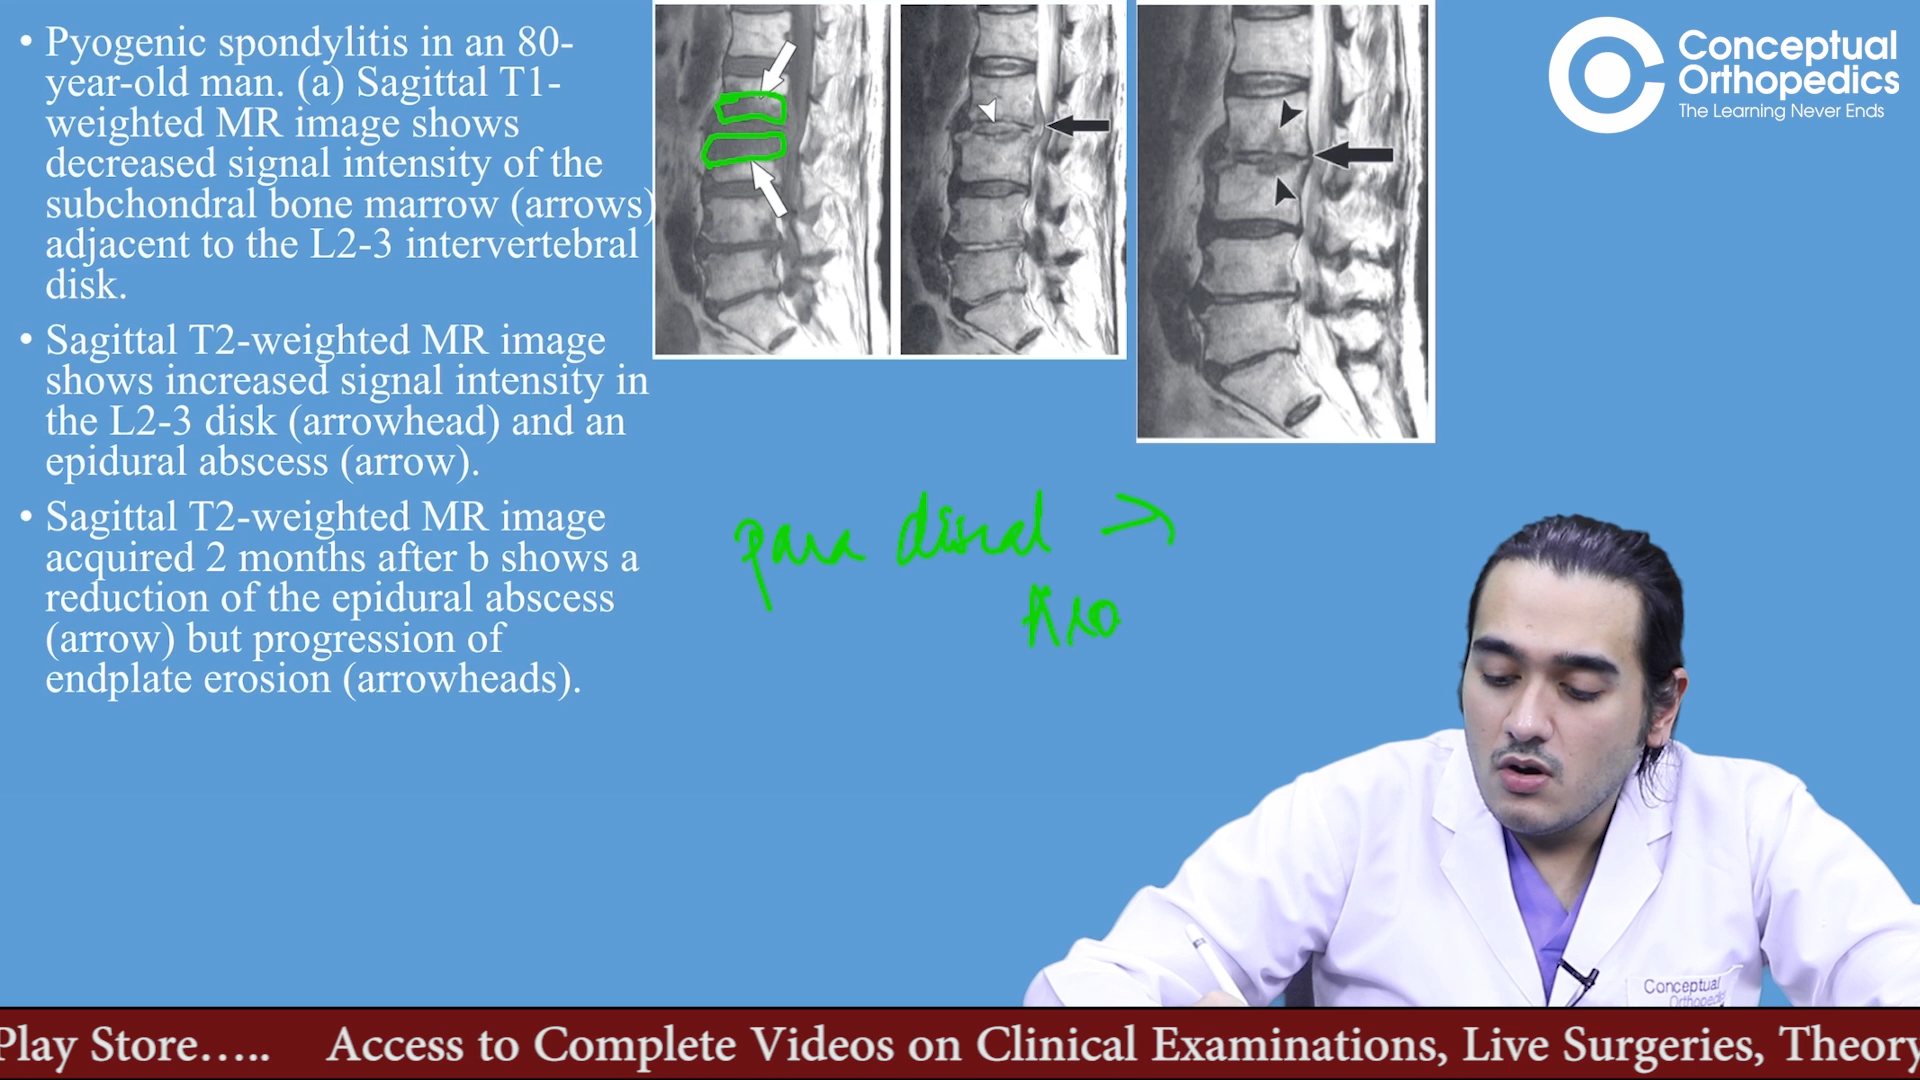 • Pyogenic spondylitis in an 80-
year-old man. (a) Sagittal T1-
weighted MR image shows
decreased signal intensity of the
subchondral bone marrow (arrows)
adjacent to the L2-3 intervertebral
disk.
• Sagittal T2-weighted MR image
shows increased signal intensity in
the L2-3 disk (arrowhead) and an
epidural abscess (arrow).
• Sagittal T2-weighted MR image
acquired 2 months after b shows a
reduction of the epidural abscess
(arrow) but progression of
endplate erosion (arrowheads).
Conceptual
Orthopedics
The Learning Never Ends
para discal →
Conceptual
Orthopedics
Play Store..... Access to Complete Videos on Clinical Examinations, Live Surgeries, Theory